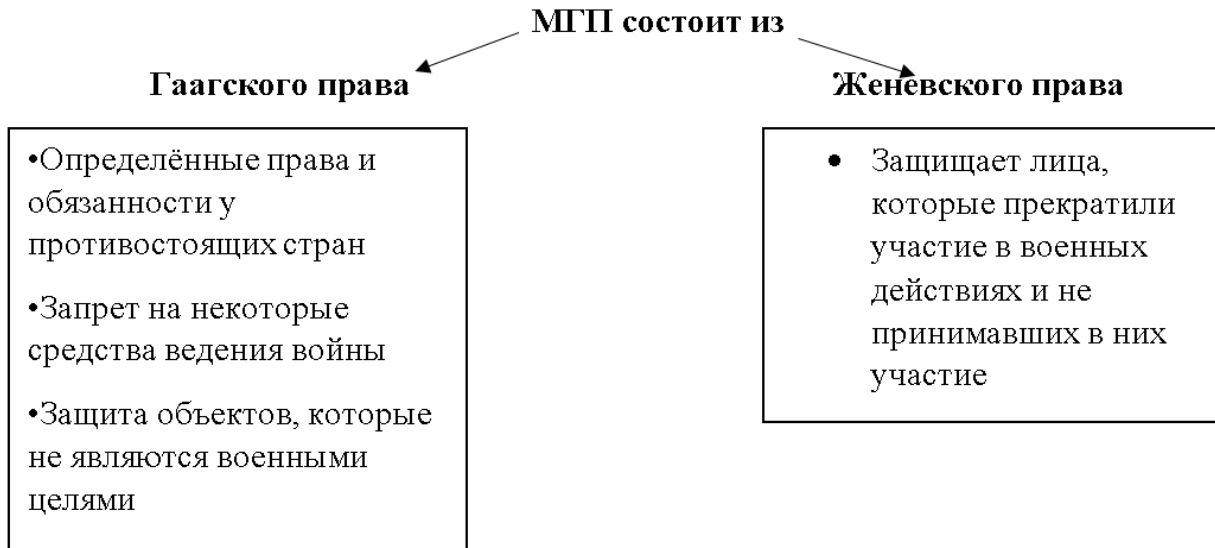 МГП состоит из
Гаагского права
•Определённые права и
обязанности у
противостоящих стран
•Запрет на некоторые
средства ведения войны
•Защита объектов, которые
не являются военными
целями
Женевского права
• Защищает лица,
которые прекратили
участие в военных
действиях и не
принимавших в них
участие